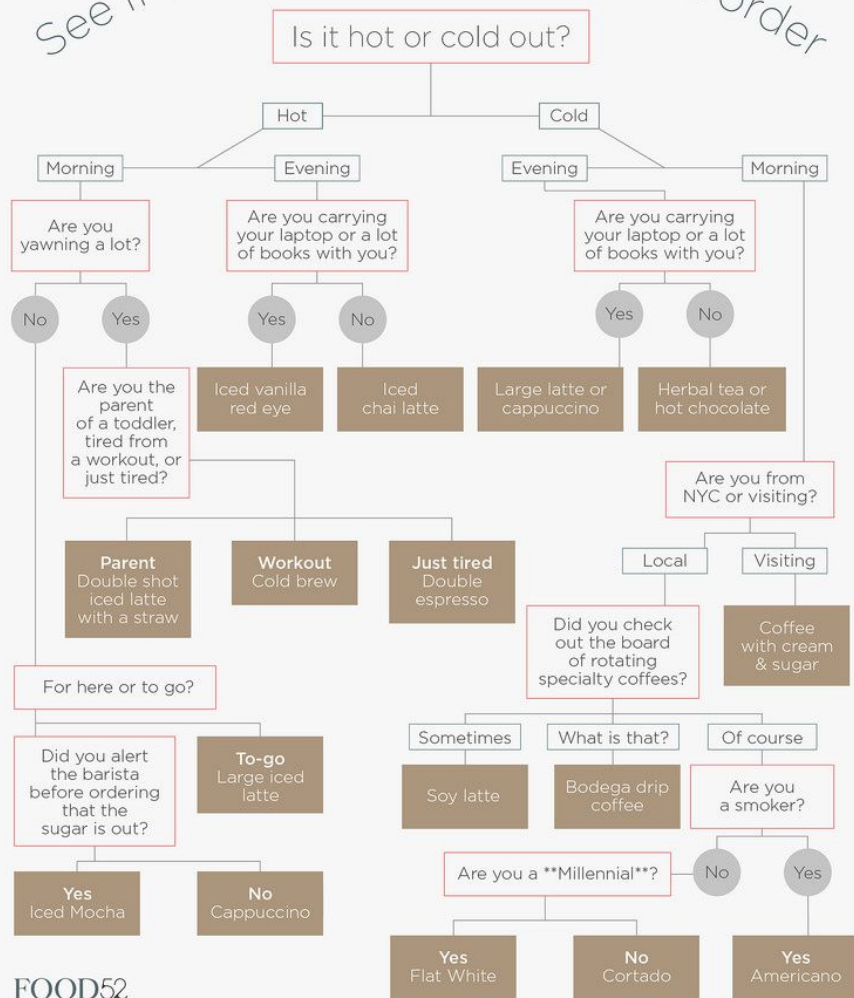 See
order
Is it hot or cold out?
Hot
Cold
Morning
Evening
Evening
Morning
Are you
yawning a lot?
Are you carrying
your laptop or a lot
of books with you?
Are you carrying
your laptop or a lot
of books with you?
No
Yes
Yes
No
Yes
No
Are you the
parent
of a toddler,
tired from
a workout, or
just tired?
Iced vanilla
red eye
Iced
chai latte
Large latte or
cappuccino
Herbal tea or
hot chocolate
Are you from
NYC or visiting?
Parent
Double shot
iced latte
with a straw
Workout
Cold brew
Just tired
Double
espresso
Local
Visiting
Did you check
out the board
of rotating
specialty coffees?
Coffee
with cream
& sugar
For here or to go?
Did you alert
the barista
before ordering
that the
sugar is out?
To-go
Large iced
latte
Sometimes
What is that?
Of course
Soy latte
Bodega drip
coffee
Are you
a smoker?
Are you a **Millennial**?
No
Yes
Yes
Iced Mocha
No
Cappuccino
Yes
Flat White
No
Cortado
Yes
Americano
FOOD52